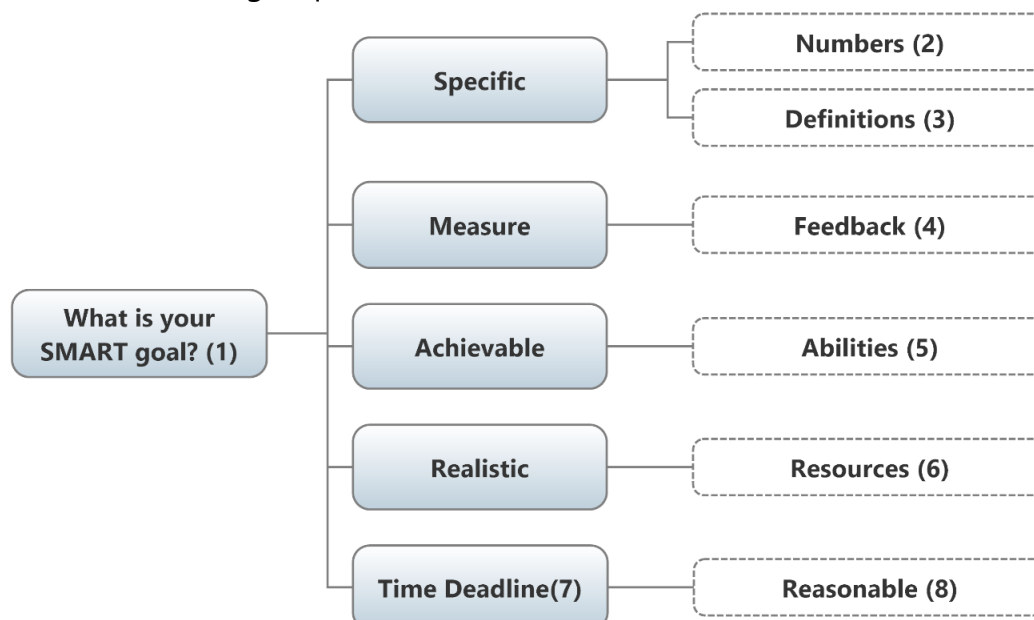 Specific
Numbers (2)
Definitions (3)
Measure
Feedback (4)
What is your
SMART goal? (1)
Achievable
Abilities (5)
Realistic
Resources (6)
Time Deadline(7)
Reasonable (8)